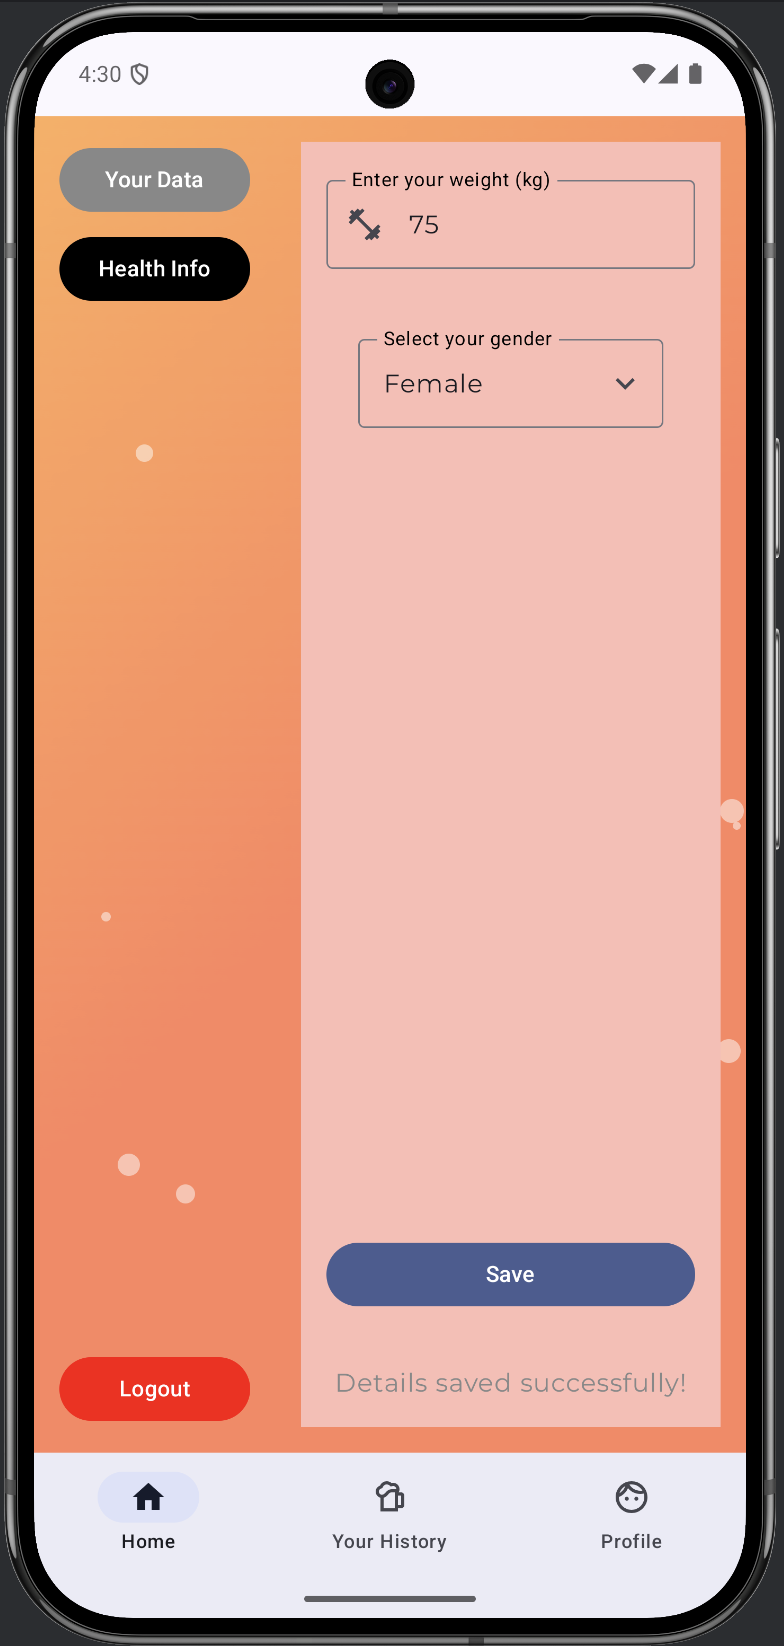 4:30
Your Data
Health Info
Enter your weight (kg)
75
Select your gender
Female
Save
Details saved successfully!
Logout
Home
Your History
Profile